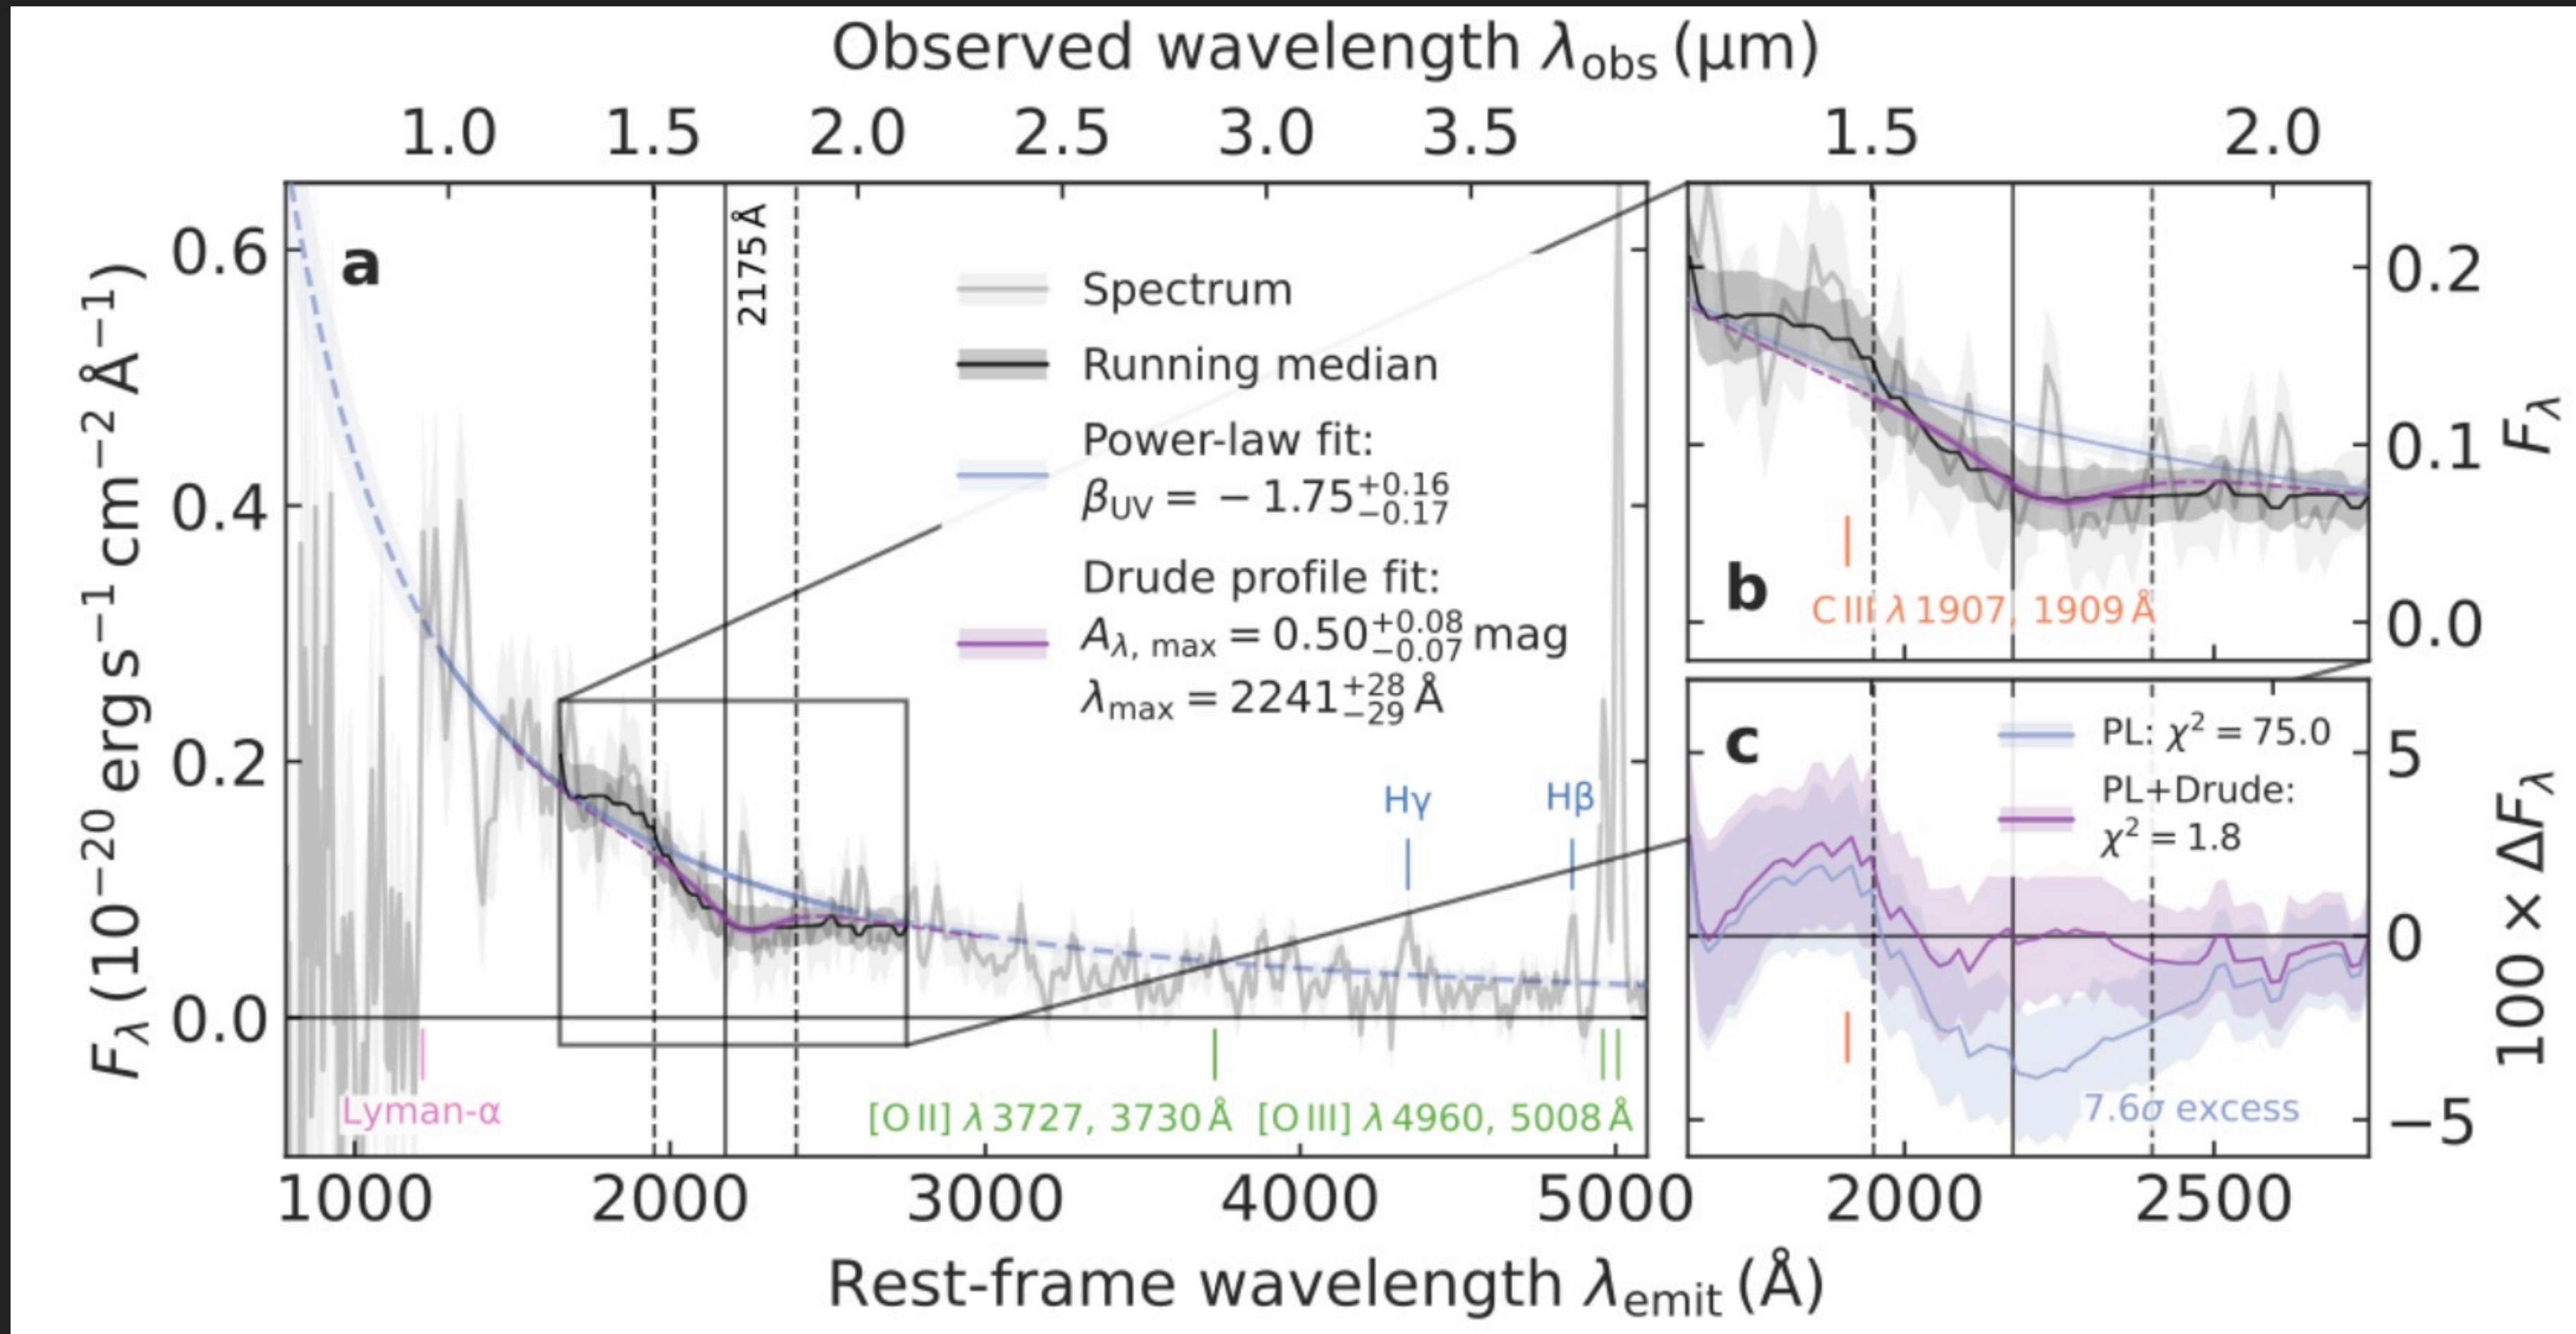 Observed wavelength λobs (μm)
1.0 1.5 2.0 2.5 3.0 3.5
1.5 2.0
Fλ (10−20 erg s−1 cm−2 Å−1)
0.6
0.4
0.2
0.0
a
2175 Å
Spectrum
Running median
Power-law fit:
βUV = − 1.75+0.16−0.17
Drude profile fit:
Aλ, max = 0.50+0.08−0.07 mag
λmax = 2241+28−29 Å
Hγ
Hβ
Lyman-α
[O II] λ 3727, 3730 Å
[O III] λ 4960, 5008 Å
1000 2000 3000 4000 5000
b
C III λ 1907, 1909 Å
0.2
0.1
0.0
Fλ
c
PL: χ2 = 75.0
PL+Drude:
χ2 = 1.8
7.6σ excess
5
0
−5
100 × ΔFλ
2000 2500
Rest-frame wavelength λemit (Å)